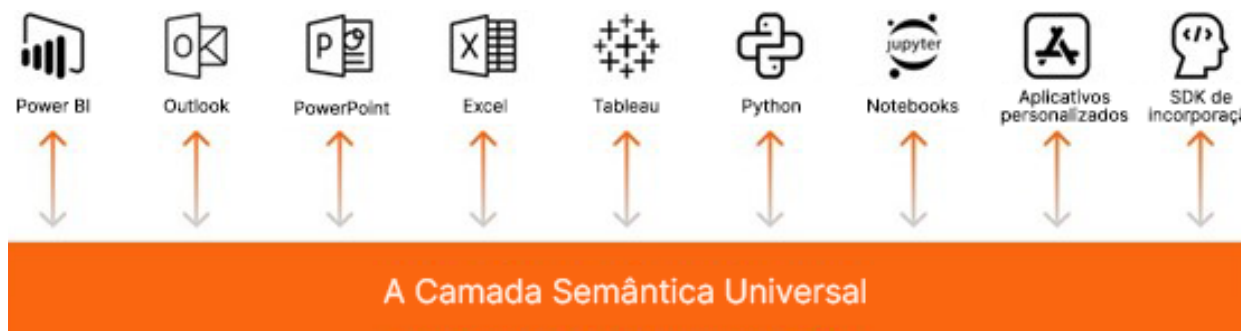 jupyter
Power BI
Outlook
PowerPoint
Excel
Tableau
Python
Notebooks
Aplicativos
personalizados
SDK de
A Camada Semântica Universal